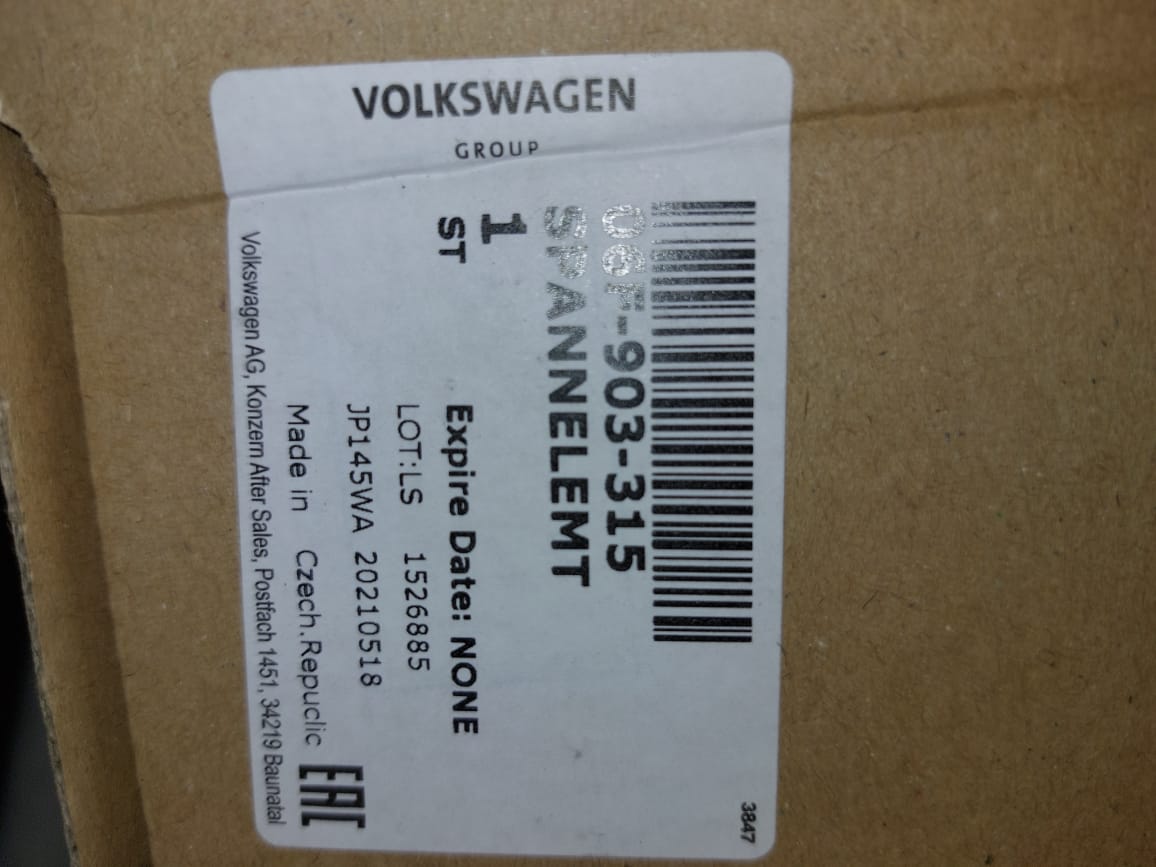 VOLKSWAGEN
GROUP
06F-903-315
SPANNELEMT
1
ST
Expire Date: NONE
LOT:LS 1526885
JP145WA 20210518
Made in Czech.Repuclic
EAC
Volkswagen AG, Konzern After Sales, Postfach 1451, 34219 Baunatal
3847